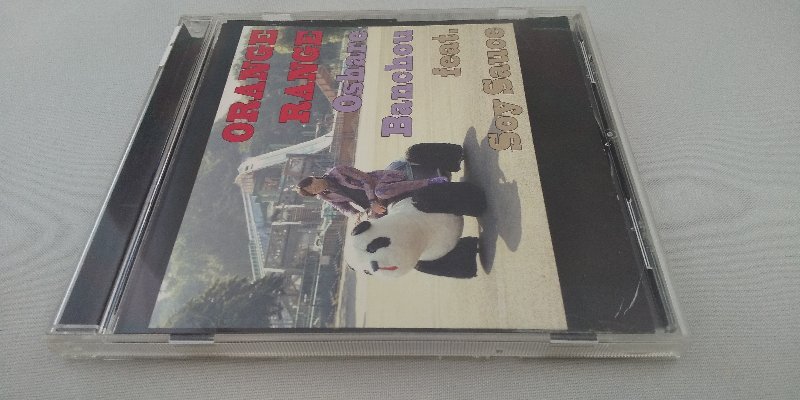 ORANGE
RANGE
Oshare
Banchou
feat.
Soy Sauce